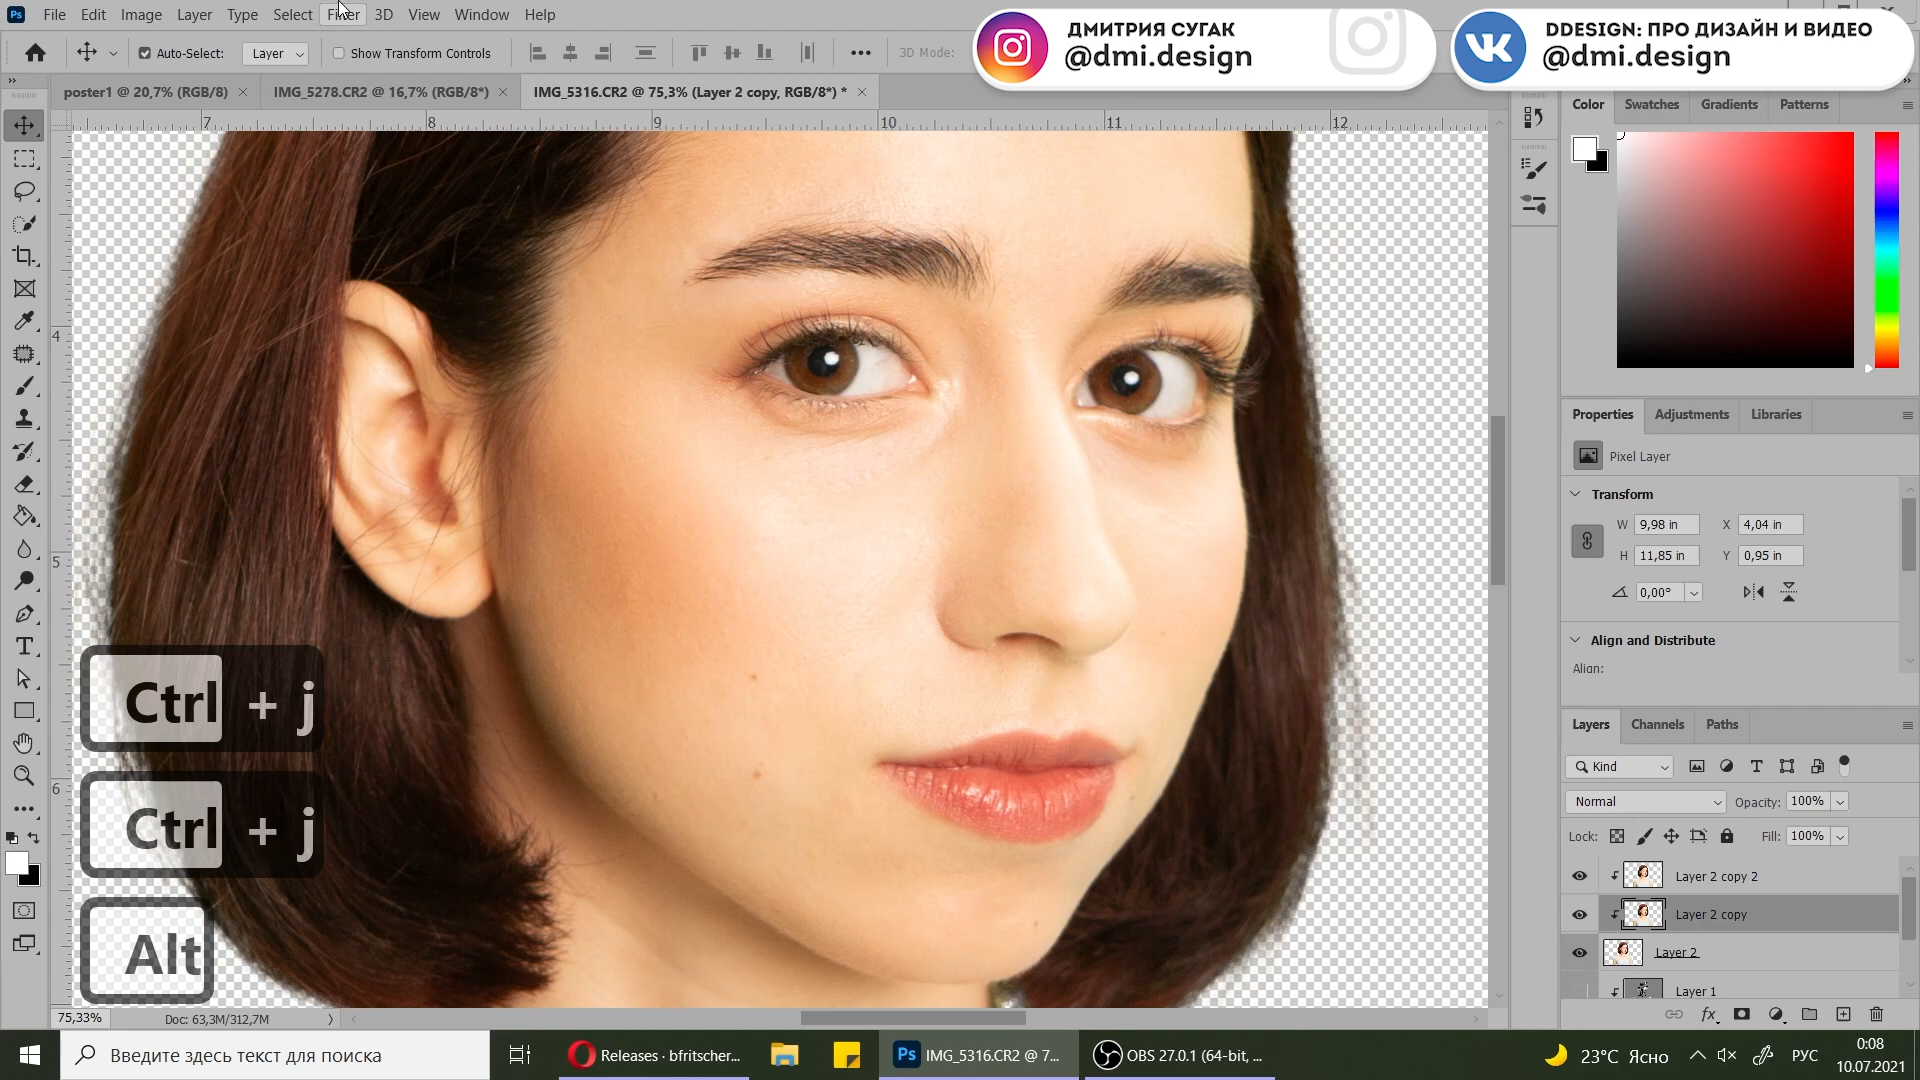 File Edit Image Layer Type Select Filter 3D View Window Help
Auto-Select: Layer Show Transform Controls 3D Mode:
ДМИТРИЯ СУГАК
@dmi.design
DDESIGN: ПРО ДИЗАЙН И ВИДЕО
@dmi.design
poster1 @ 20,7% (RGB/8) IMG_5278.CR2 @ 16,7% (RGB/8*) IMG_5316.CR2 @ 75,3% (Layer 2 copy, RGB/8*) *
7 8 9 10 11 12
4
5
6
Color Swatches Gradients Patterns
Properties Adjustments Libraries
Pixel Layer
Transform
W 9,98 in X 4,04 in
H 11,85 in Y 0,95 in
0,00°
Align and Distribute
Align:
Layers Channels Paths
Kind
Normal Opacity: 100%
Lock: Fill: 100%
Layer 2 copy 2
Layer 2 copy
Layer 2
Layer 1
Ctrl + j
Ctrl + j
Alt
75,33% Doc: 63,3M/312,7M
Введите здесь текст для поиска
Releases · bfritscher...
IMG_5316.CR2 @ 7...
OBS 27.0.1 (64-bit, ...
23°C Ясно
РУС
0:08
10.07.2021